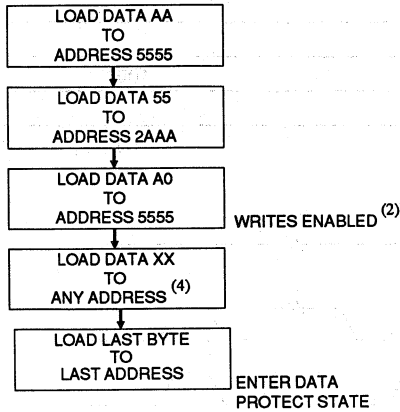 LOAD DATA AA
TO
ADDRESS 5555
LOAD DATA 55
TO
ADDRESS 2AAA
LOAD DATA A0
TO
ADDRESS 5555
WRITES ENABLED (2)
LOAD DATA XX
TO
ANY ADDRESS (4)
LOAD LAST BYTE
TO
LAST ADDRESS
ENTER DATA
PROTECT STATE